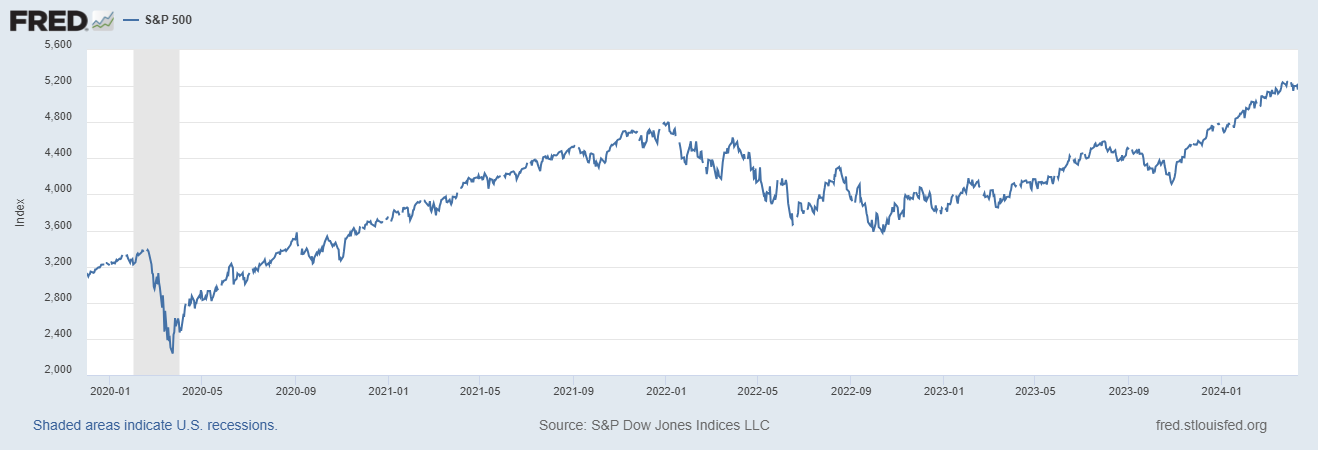 FRED
S&P 500
5,600
5,200
4,800
4,400
4,000
3,600
3,200
2,800
2,400
2,000
Index
2020-01 2020-05 2020-09 2021-01 2021-05 2021-09 2022-01 2022-05 2022-09 2023-01 2023-05 2023-09 2024-01
Shaded areas indicate U.S. recessions. Source: S&P Dow Jones Indices LLC fred.stlouisfed.org